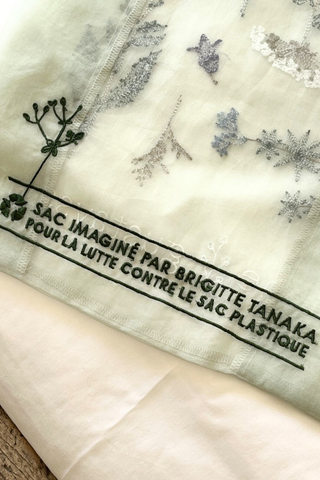 SAC IMAGINÉ PAR BRIGITTE TANAKA
POUR LA LUTTE CONTRE LE SAC PLASTIQUE